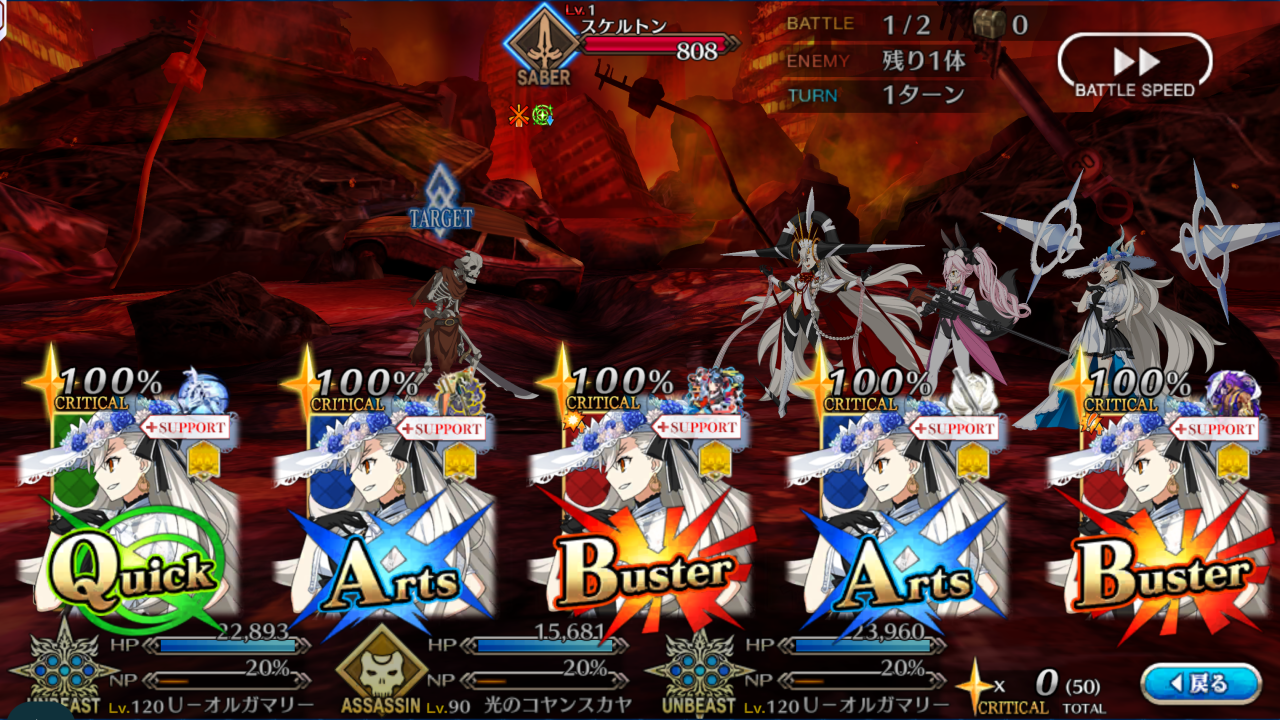 Lv.1
スケルトン
808
SABER
BATTLE 1/2 0
ENEMY 残り1体
TURN 1ターン
BATTLE SPEED
TARGET
100% CRITICAL
+SUPPORT
Quick
100% CRITICAL
+SUPPORT
Arts
100% CRITICAL
+SUPPORT
Buster
100% CRITICAL
+SUPPORT
Arts
100% CRITICAL
+SUPPORT
Buster
HP 22,893
NP 20%
UNBEAST Lv.120 U－オルガマリー
HP 15,681
NP 20%
ASSASSIN Lv.90 光のコヤンスカヤ
HP 23,960
NP 20%
UNBEAST Lv.120 U－オルガマリー
x 0 (50)
CRITICAL TOTAL
戻る